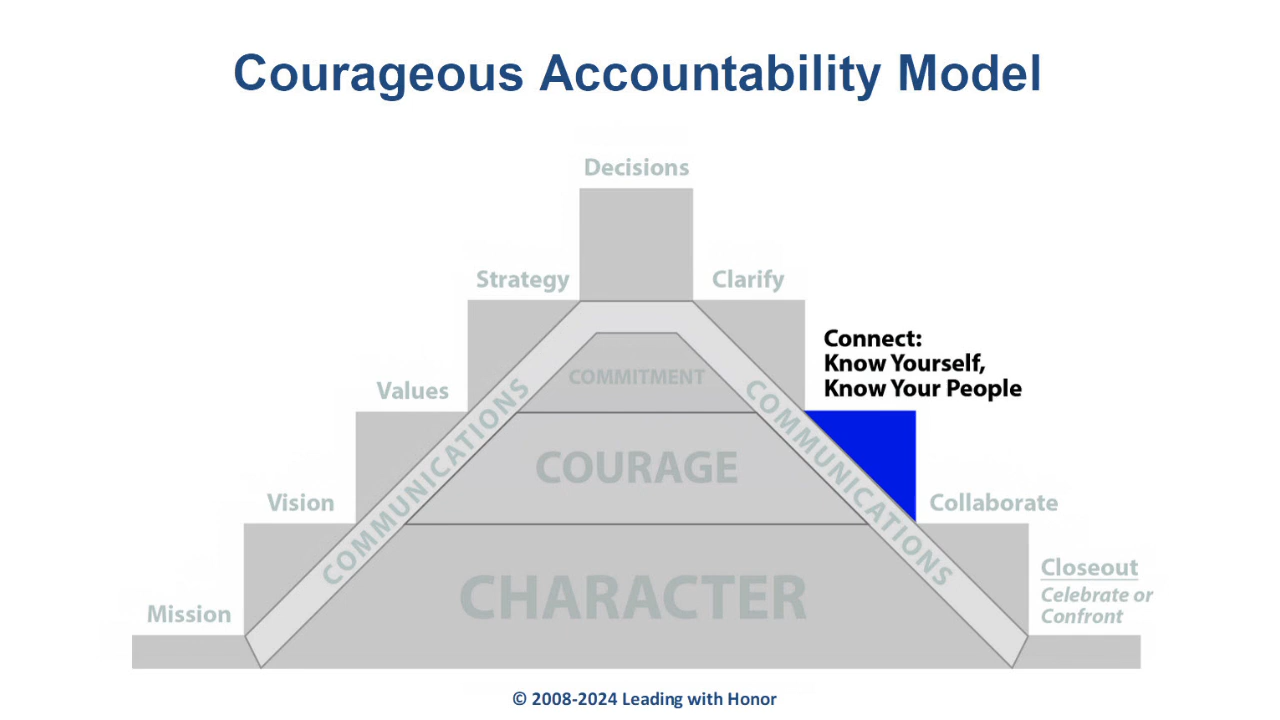 Courageous Accountability Model
Decisions
Strategy
Clarify
Connect:
Know Yourself,
Know Your People
Values
COMMITMENT
COMMUNICATIONS
COMMUNICATIONS
COURAGE
Vision
Collaborate
CHARACTER
Closeout
Celebrate or
Confront
Mission
© 2008-2024 Leading with Honor